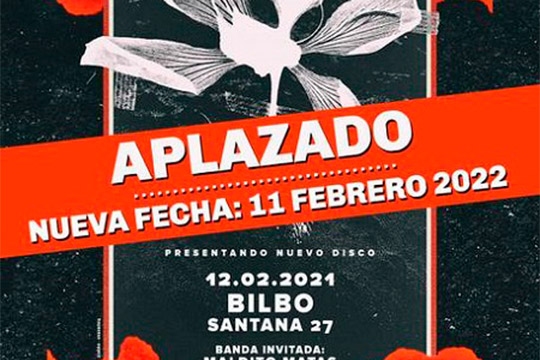 APLAZADO
NUEVA FECHA: 11 FEBRERO 2022
PRESENTANDO NUEVO DISCO
12.02.2021
BILBO
SANTANA 27
BANDA INVITADA: